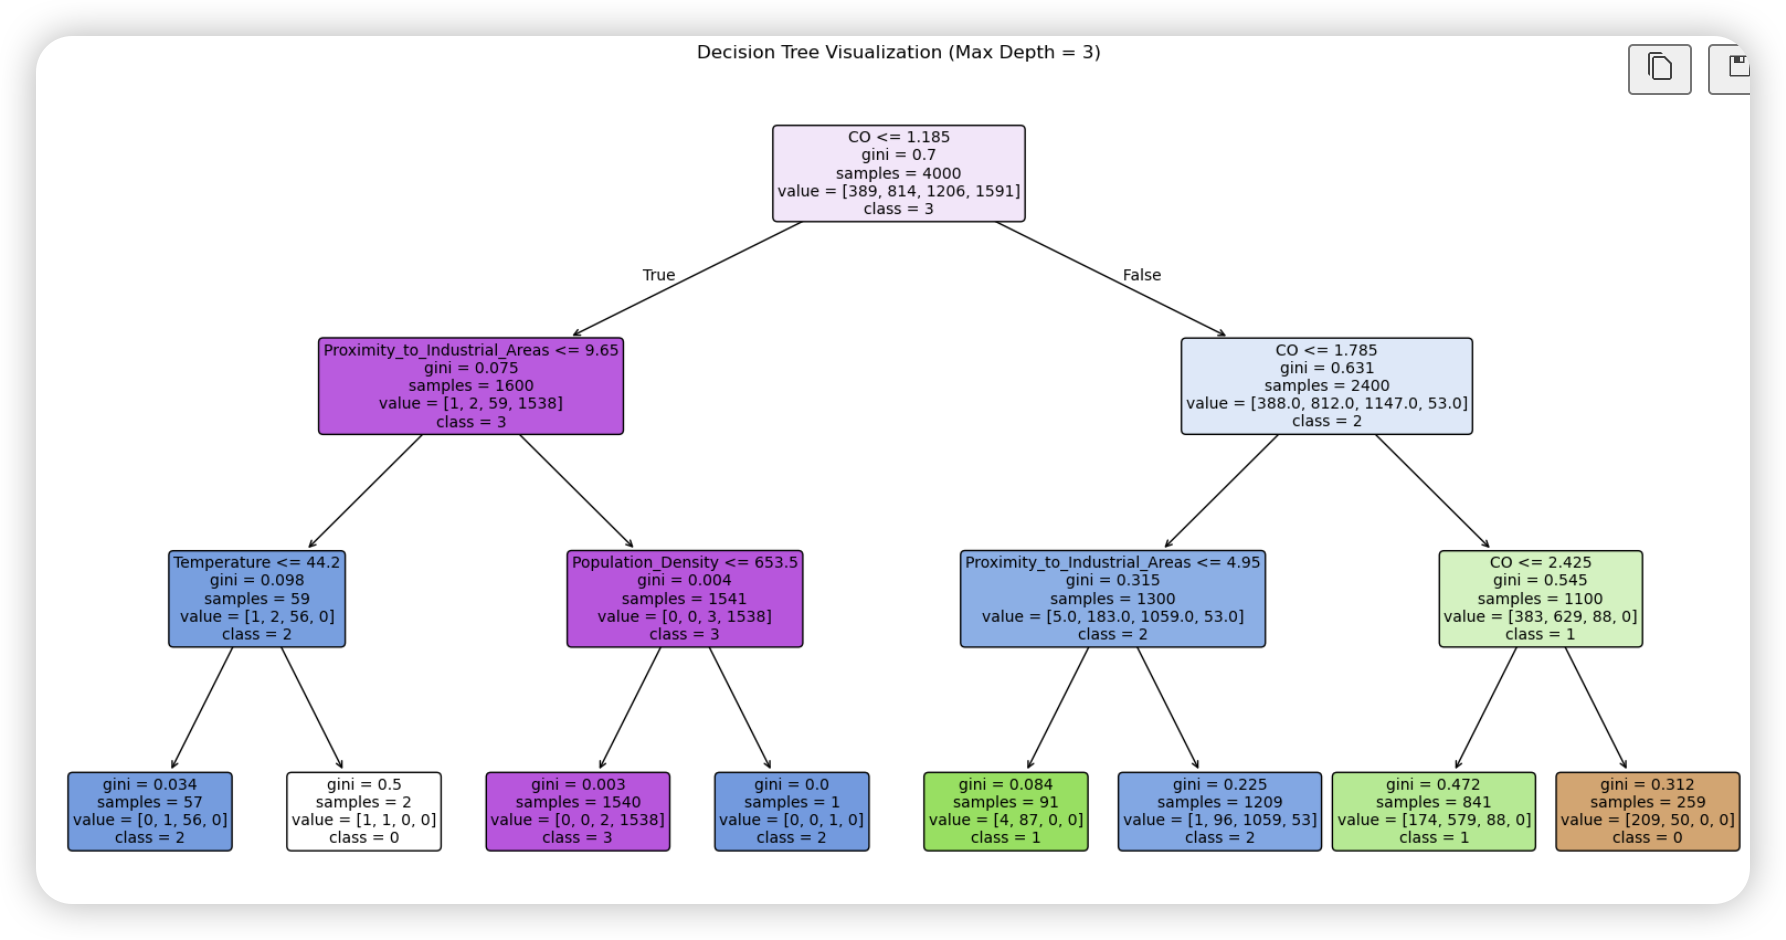 Decision Tree Visualization (Max Depth = 3)
CO <= 1.185
gini = 0.7
samples = 4000
value = [389, 814, 1206, 1591]
class = 3
True
False
Proximity_to_Industrial_Areas <= 9.65
gini = 0.075
samples = 1600
value = [1, 2, 59, 1538]
class = 3
CO <= 1.785
gini = 0.631
samples = 2400
value = [388.0, 812.0, 1147.0, 53.0]
class = 2
Temperature <= 44.2
gini = 0.098
samples = 59
value = [1, 2, 56, 0]
class = 2
Population_Density <= 653.5
gini = 0.004
samples = 1541
value = [0, 0, 3, 1538]
class = 3
Proximity_to_Industrial_Areas <= 4.95
gini = 0.315
samples = 1300
value = [5.0, 183.0, 1059.0, 53.0]
class = 2
CO <= 2.425
gini = 0.545
samples = 1100
value = [383, 629, 88, 0]
class = 1
gini = 0.034
samples = 57
value = [0, 1, 56, 0]
class = 2
gini = 0.5
samples = 2
value = [1, 1, 0, 0]
class = 0
gini = 0.003
samples = 1540
value = [0, 0, 2, 1538]
class = 3
gini = 0.0
samples = 1
value = [0, 0, 1, 0]
class = 2
gini = 0.084
samples = 91
value = [4, 87, 0, 0]
class = 1
gini = 0.225
samples = 1209
value = [1, 96, 1059, 53]
class = 2
gini = 0.472
samples = 841
value = [174, 579, 88, 0]
class = 1
gini = 0.312
samples = 259
value = [209, 50, 0, 0]
class = 0